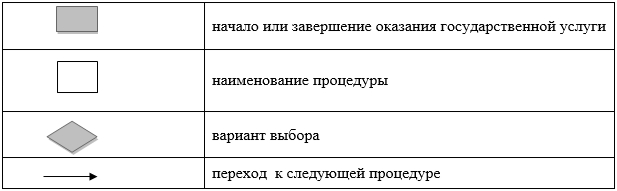 начало или завершение оказания государственной услуги
наименование процедуры
вариант выбора
переход к следующей процедуре